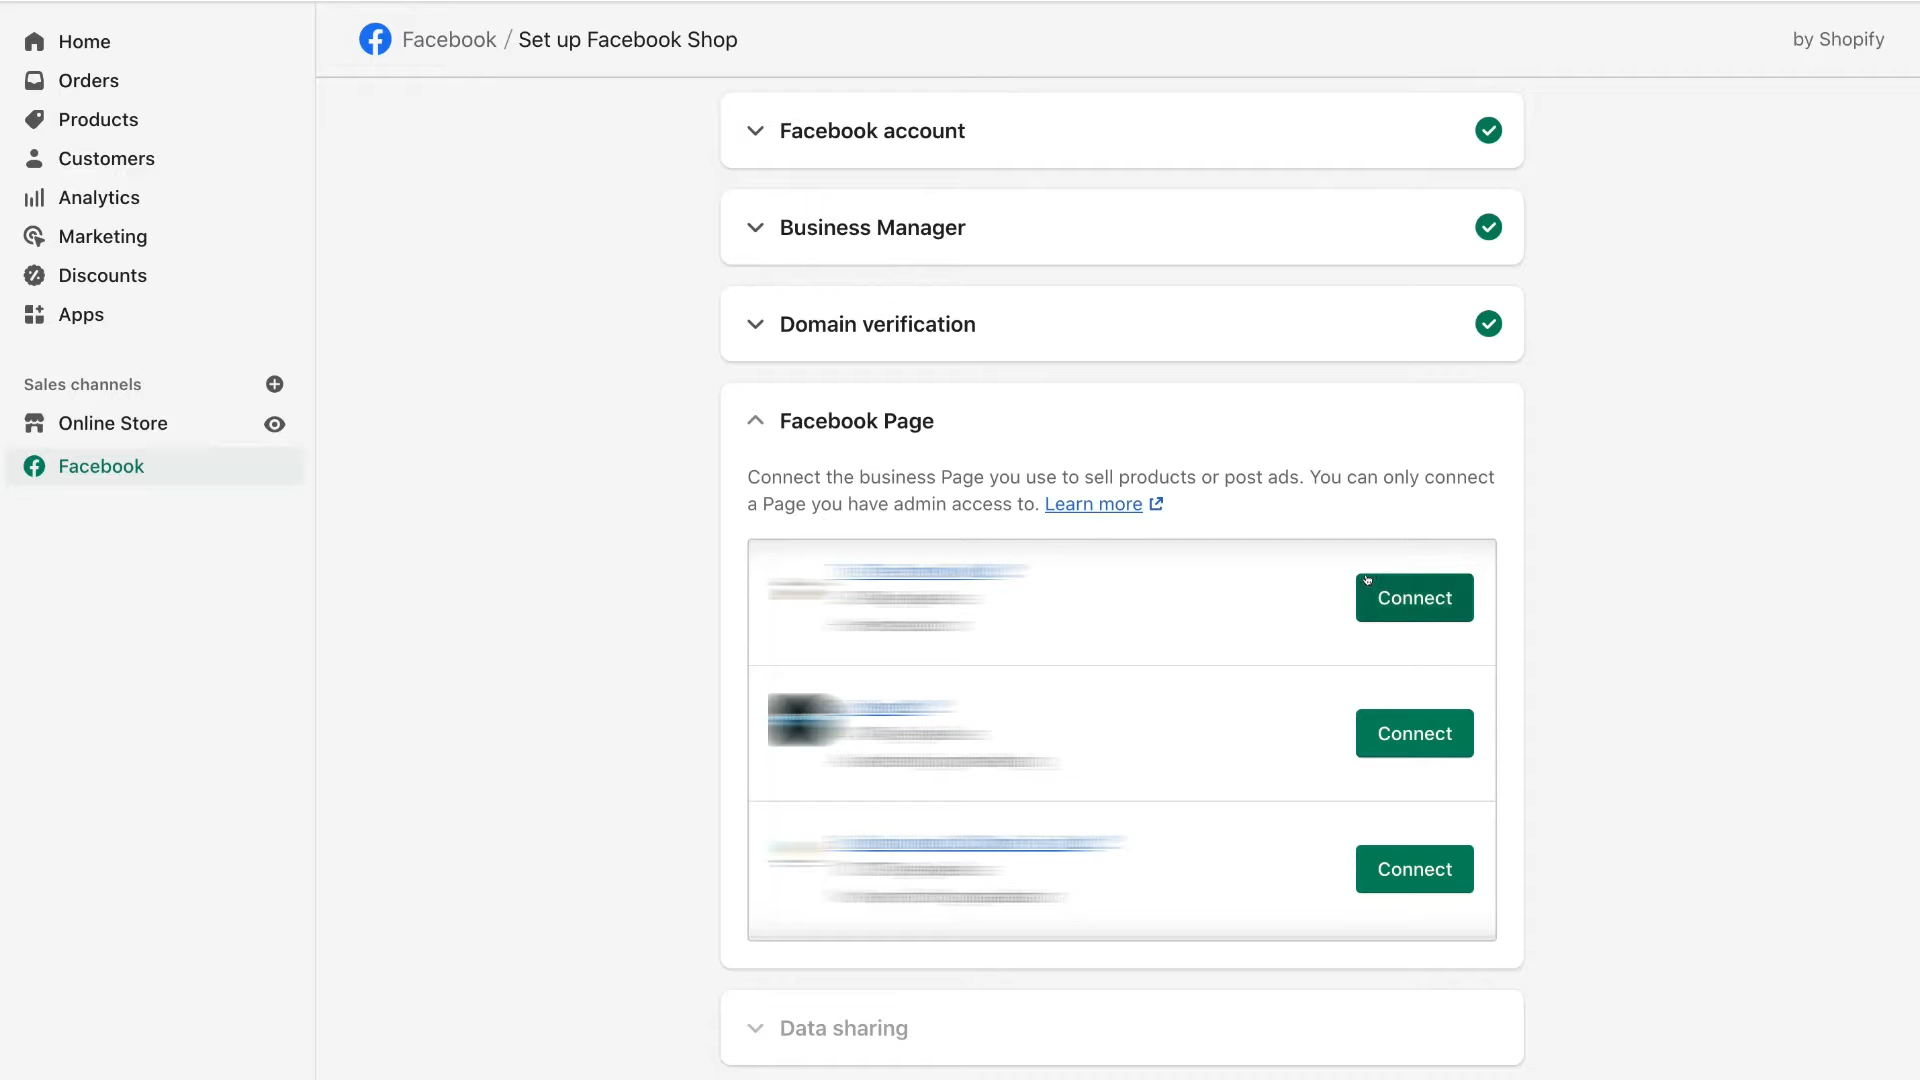 Home
Orders
Products
Customers
Analytics
Marketing
Discounts
Apps
Sales channels
Online Store
Facebook
Facebook / Set up Facebook Shop
by Shopify
Facebook account
Business Manager
Domain verification
Facebook Page
Connect the business Page you use to sell products or post ads. You can only connect
a Page you have admin access to. Learn more
Connect
Connect
Connect
Data sharing